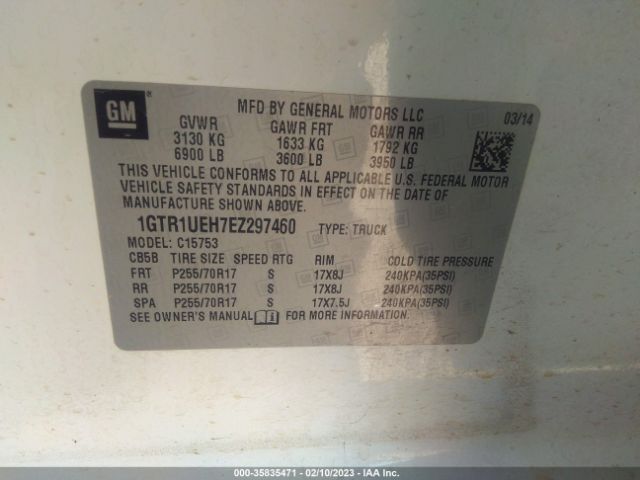 GM ®
MFD BY GENERAL MOTORS LLC 03/14
GVWR GAWR FRT GAWR RR
3130 KG 1633 KG 1792 KG
6900 LB 3600 LB 3950 LB
THIS VEHICLE CONFORMS TO ALL APPLICABLE U.S. FEDERAL MOTOR
VEHICLE SAFETY STANDARDS IN EFFECT ON THE DATE OF
MANUFACTURE SHOWN ABOVE.
1GTR1UEH7EZ297460 TYPE: TRUCK
MODEL: C15753
CB5B TIRE SIZE SPEED RTG RIM COLD TIRE PRESSURE
FRT P255/70R17 S 17X8J 240KPA(35PSI)
RR P255/70R17 S 17X8J 240KPA(35PSI)
SPA P255/70R17 S 17X7.5J 240KPA(35PSI)
SEE OWNER'S MANUAL FOR MORE INFORMATION.
000-35835471 — 02/10/2023 — IAA Inc.